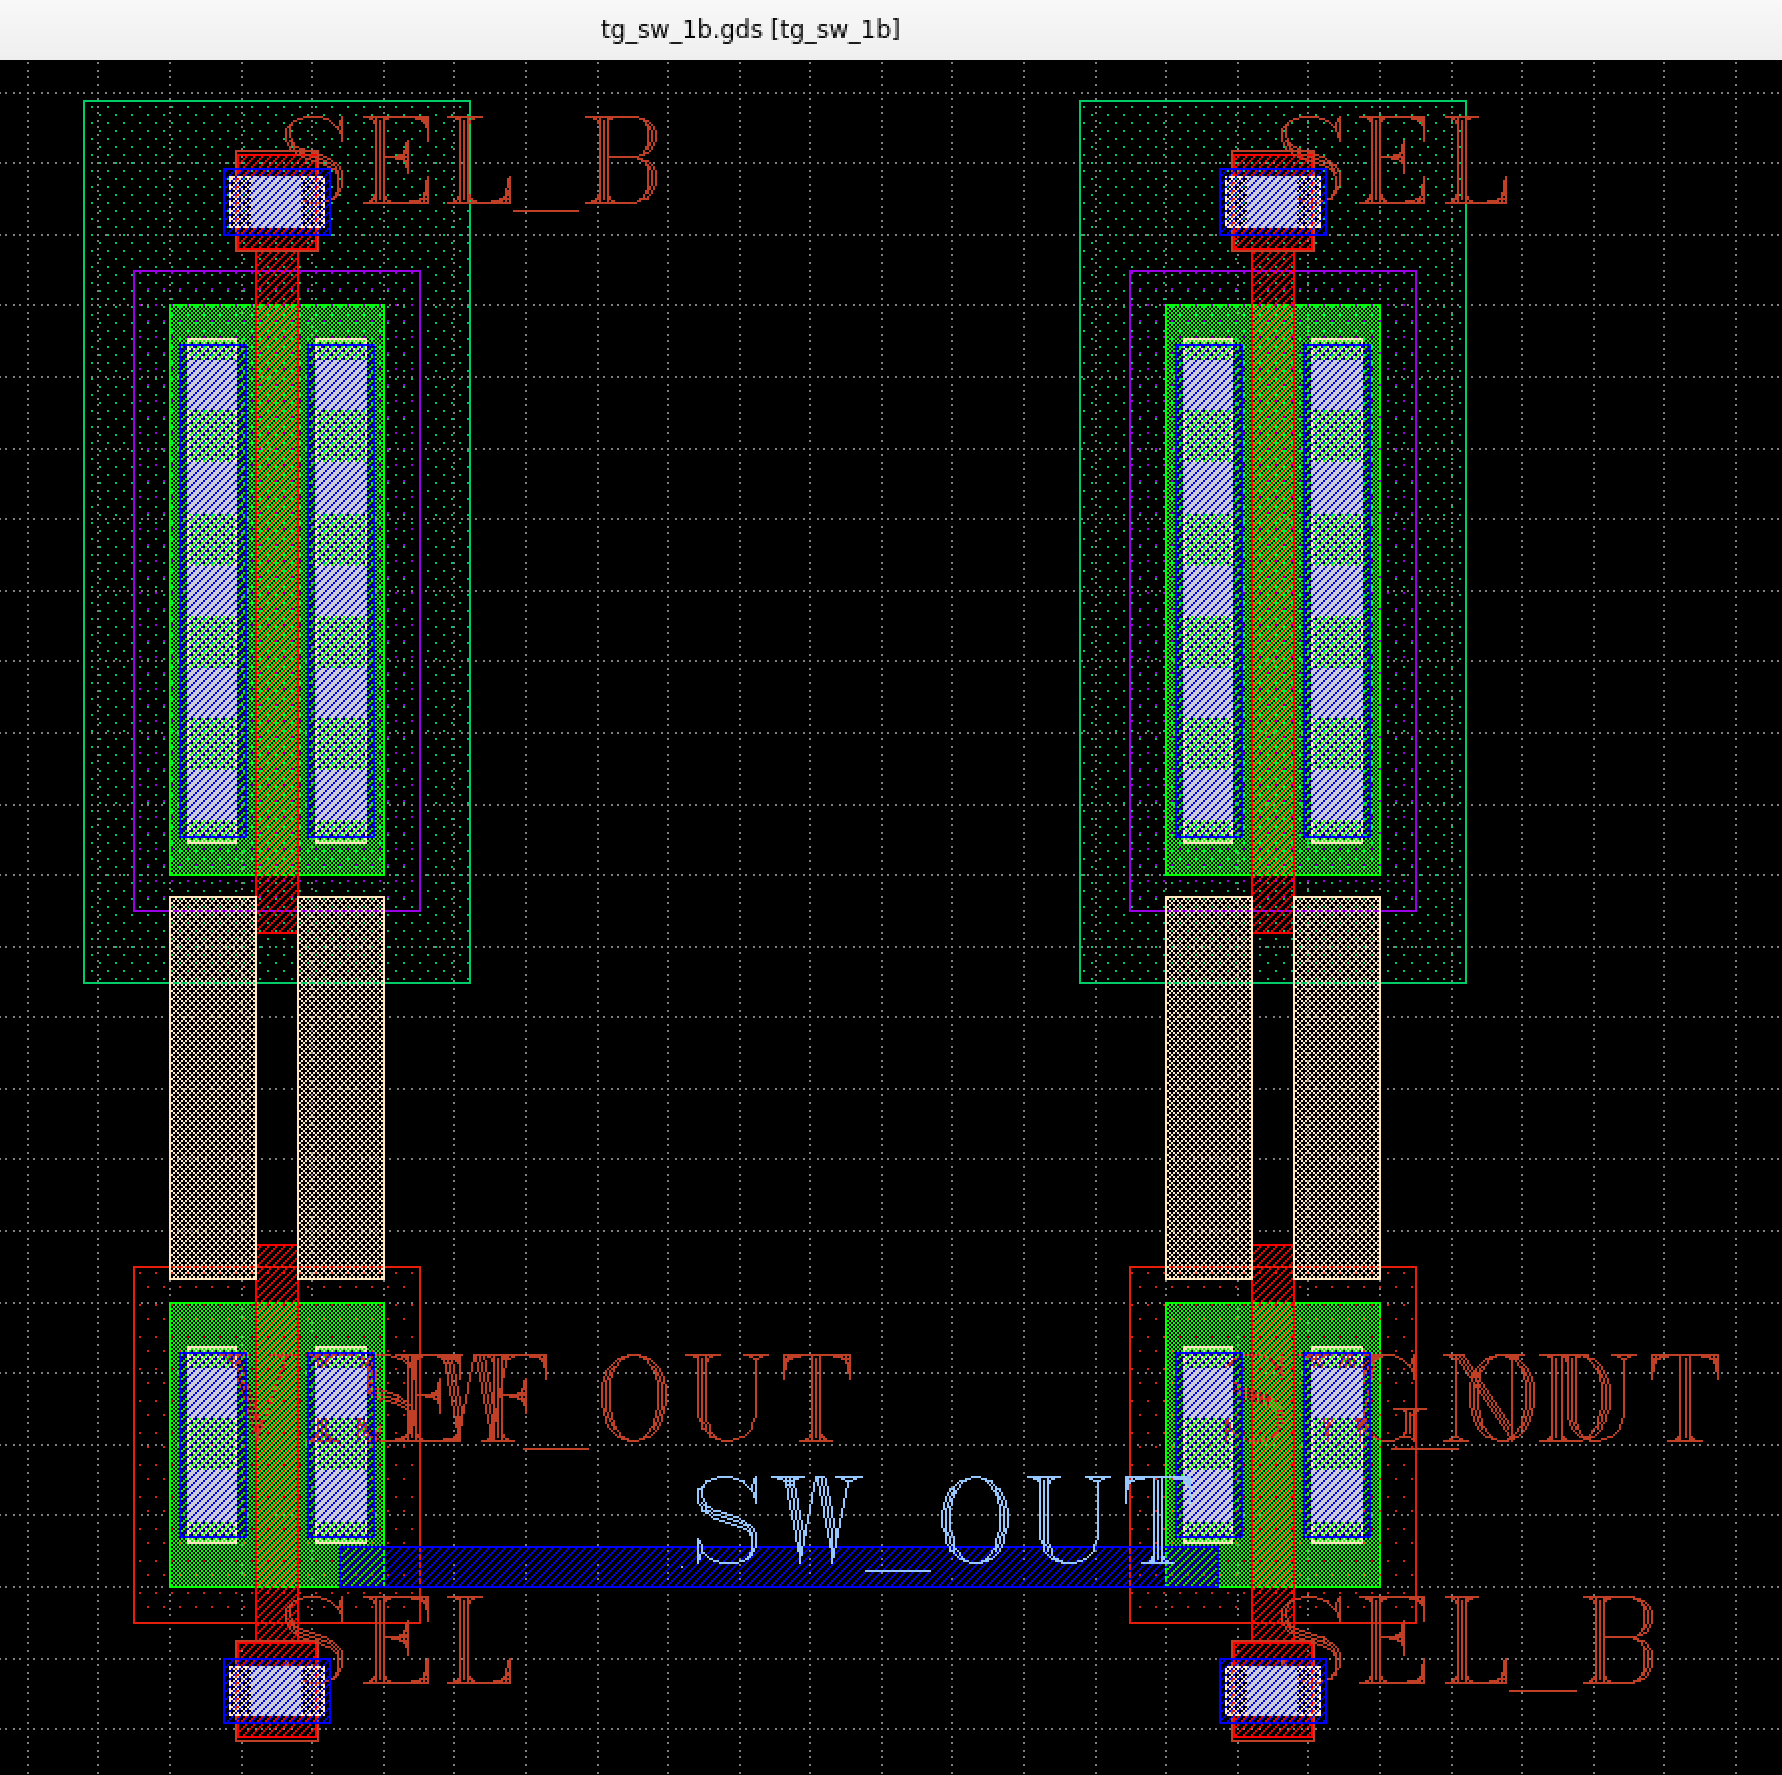 tg_sw_1b.gds [tg_sw_1b]
SEL_B
SEL
SW_OUT
SEL
SEL_B